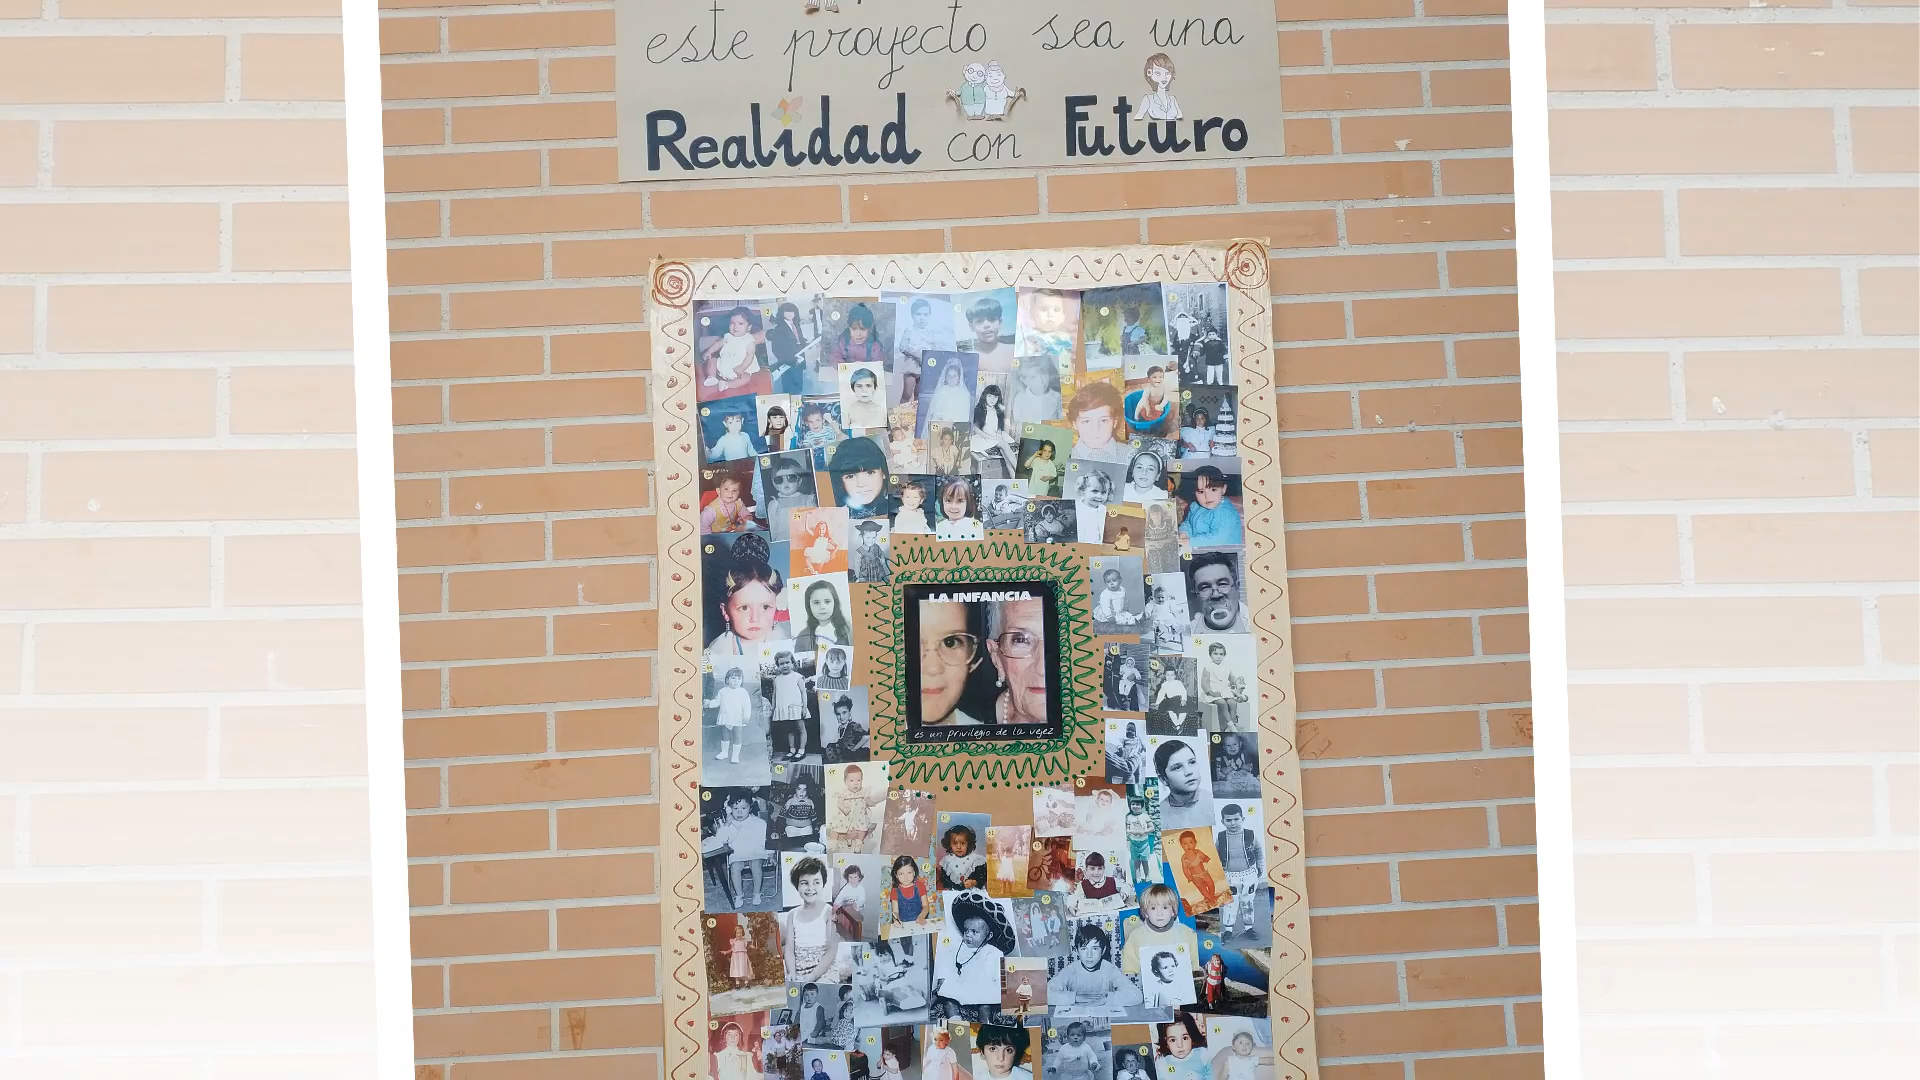 este proyecto sea una
Realidad con Futuro
LA INFANCIA
es un privilegio de la vejez